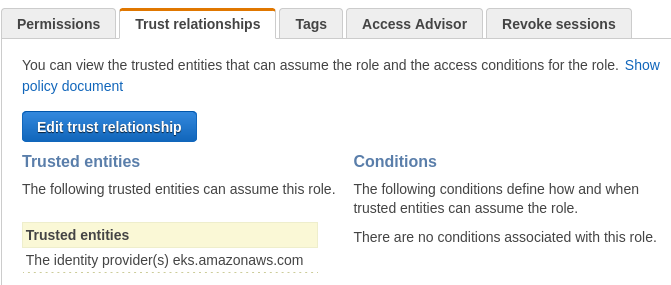 Permissions Trust relationships Tags Access Advisor Revoke sessions
You can view the trusted entities that can assume the role and the access conditions for the role. Show
policy document
Edit trust relationship
Trusted entities
The following trusted entities can assume this role.
Trusted entities
The identity provider(s) eks.amazonaws.com
Conditions
The following conditions define how and when
trusted entities can assume the role.
There are no conditions associated with this role.